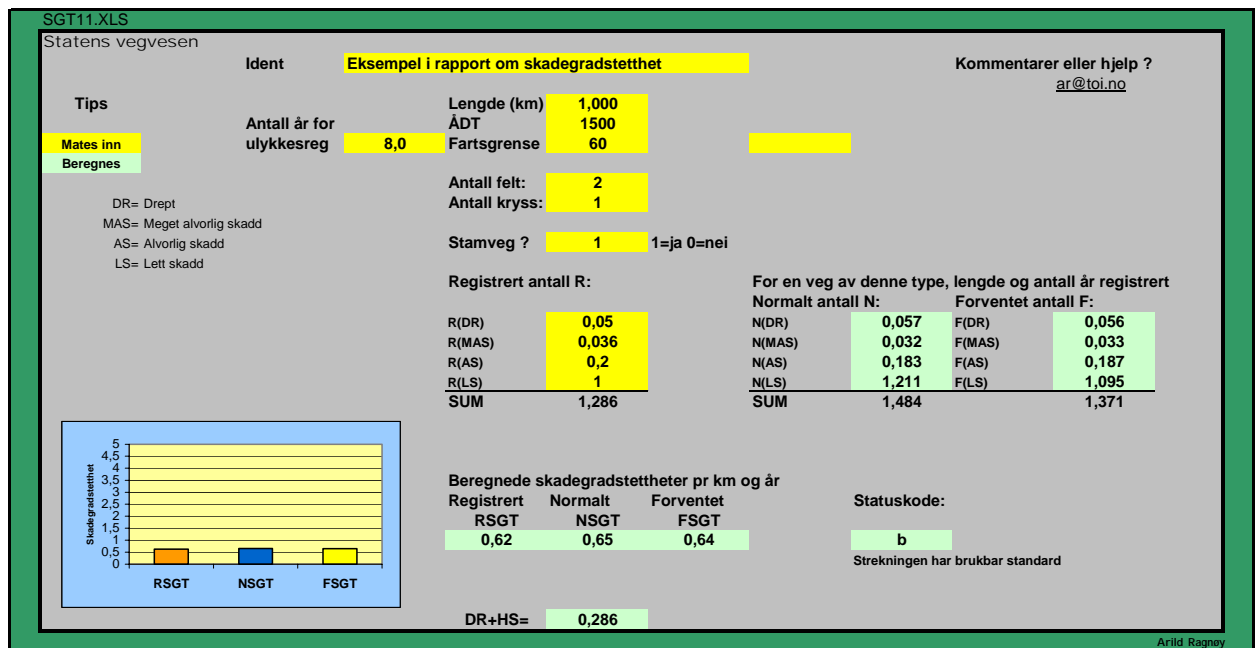 SGT11.XLS
Statens vegvesen
Ident Eksempel i rapport om skadegradstetthet Kommentarer eller hjelp ?
ar@toi.no
Tips Lengde (km) 1,000
Antall år for ÅDT 1500
Mates inn ulykkesreg 8,0 Fartsgrense 60
Beregnes
Antall felt: 2
DR= Drept Antall kryss: 1
MAS= Meget alvorlig skadd
AS= Alvorlig skadd Stamveg ? 1 1=ja 0=nei
LS= Lett skadd
Registrert antall R: For en veg av denne type, lengde og antall år registrert
Normalt antall N: Forventet antall F:
R(DR) 0,05 N(DR) 0,057 F(DR) 0,056
R(MAS) 0,036 N(MAS) 0,032 F(MAS) 0,033
R(AS) 0,2 N(AS) 0,183 F(AS) 0,187
R(LS) 1 N(LS) 1,211 F(LS) 1,095
SUM 1,286 SUM 1,484 1,371
Skadegradstetthet
5
4,5
4
3,5
3
2,5
2
1,5
1
0,5
0
RSGT NSGT FSGT
Beregnede skadegradstettheter pr km og år
Registrert Normalt Forventet Statuskode:
RSGT NSGT FSGT
0,62 0,65 0,64 b
Strekningen har brukbar standard
DR+HS= 0,286
Arild Ragnøy